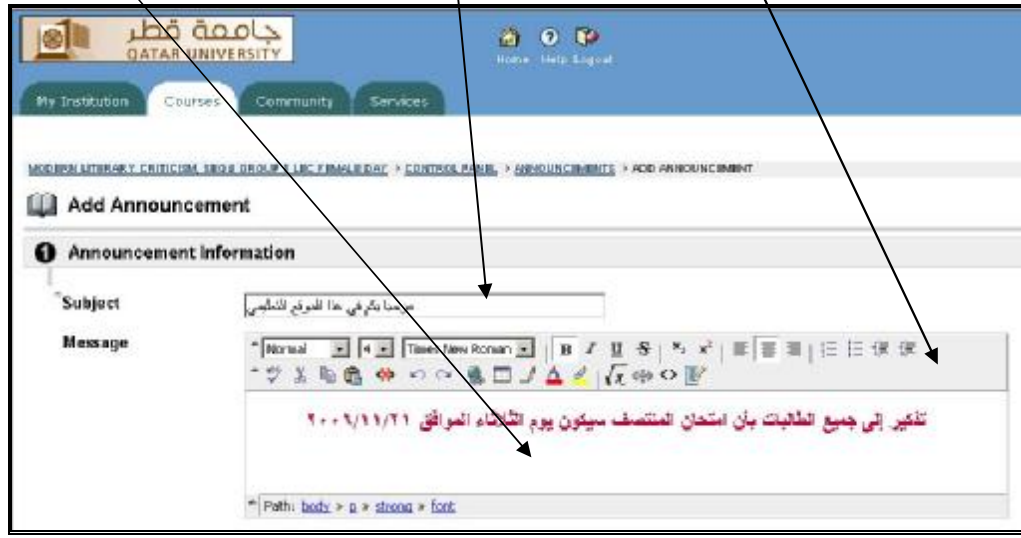 جامعة قطر
QATAR UNIVERSITY
Home Help Logout
My Institution Courses Community Services
MODERN LITERARY CRITICISM, > CONTROL PANEL > ANNOUNCEMENTS > ADD ANNOUNCEMENT
Add Announcement
1 Announcement Information
Subject
مرحبا بكم في هذا الموقع التعليمي
Message
Normal 4 Times New Roman B I U S
تذكير إلى جميع الطالبات بأن امتحان المنتصف سيكون يوم الثلاثاء الموافق ٢٠٠٦/١١/٢١
Path: body » p » strong » font